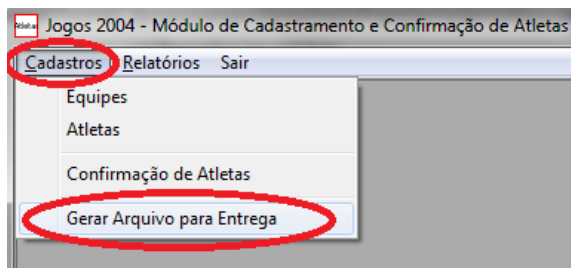 Atletas Jogos 2004 - Módulo de Cadastramento e Confirmação de Atletas
Cadastros Relatórios Sair
Equipes
Atletas
Confirmação de Atletas
Gerar Arquivo para Entrega